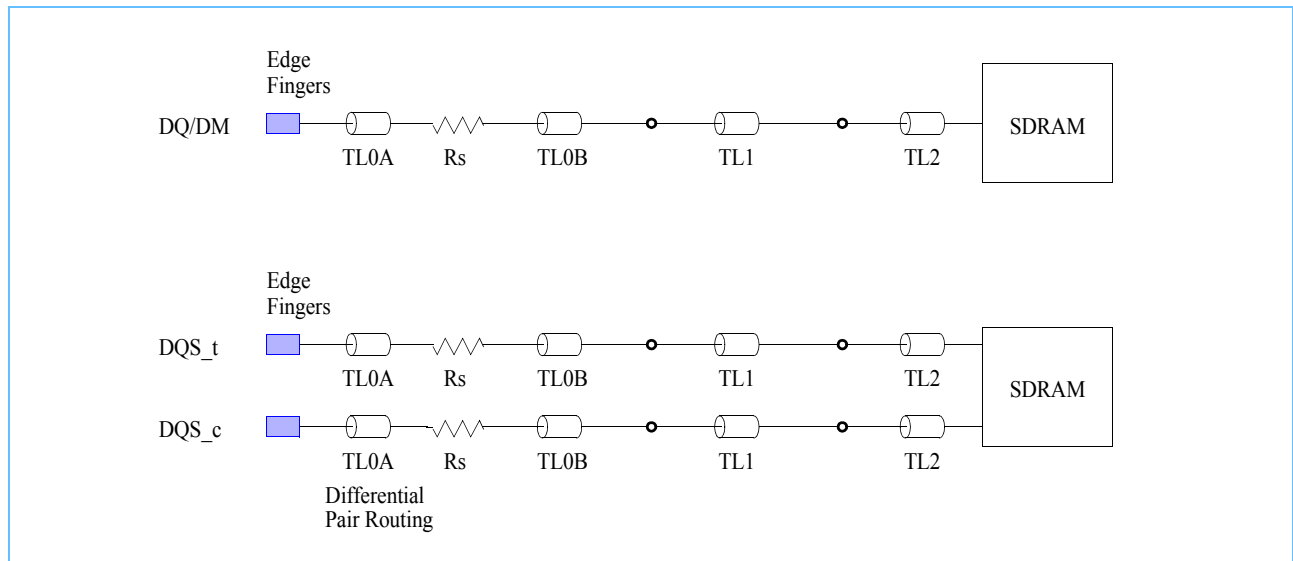 Edge
Fingers
DQ/DM
SDRAM
TL0A Rs TL0B TL1 TL2
Edge
Fingers
DQS_t
TL0A Rs TL0B TL1 TL2
SDRAM
DQS_c
TL0A Rs TL0B TL1 TL2
Differential
Pair Routing